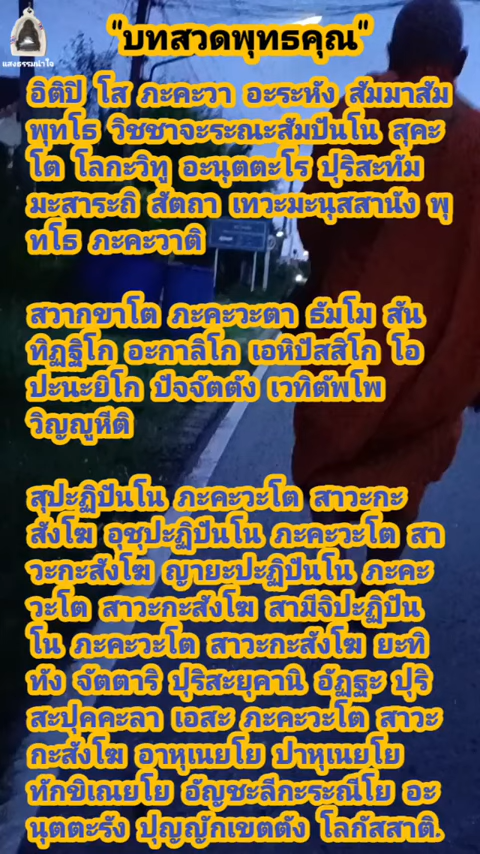 แสงธรรมนำใจ
"บทสวดพุทธคุณ"
อิติปิ โส ภะคะวา อะระหัง สัมมาสัม
พุทโธ วิชชาจะระณะสัมปันโน สุคะ
โต โลกะวิทู อะนุตตะโร ปุริสะทัม
มะสาระถิ สัตถา เทวะมะนุสสานัง พุ
ทโธ ภะคะวาติ
สวากขาโต ภะคะวะตา ธัมโม สัน
ทิฏฐิโก อะกาลิโก เอหิปัสสิโก โอ
ปะนะยิโก ปัจจัตตัง เวทิตัพโพ
วิญญูหีติ
สุปะฏิปันโน ภะคะวะโต สาวะกะ
สังโฆ อุชุปะฏิปันโน ภะคะวะโต สา
วะกะสังโฆ ญายะปะฏิปันโน ภะคะ
วะโต สาวะกะสังโฆ สามีจิปะฏิปัน
โน ภะคะวะโต สาวะกะสังโฆ ยะทิ
ทัง จัตตาริ ปุริสะยุคานิ อัฏฐะ ปุริ
สะปุคคะลา เอสะ ภะคะวะโต สาวะ
กะสังโฆ อาหุเนยโย ปาหุเนยโย
ทักขิเณยโย อัญชะลีกะระณีโย อะ
นุตตะรัง ปุญญักเขตตัง โลกัสสาติ.